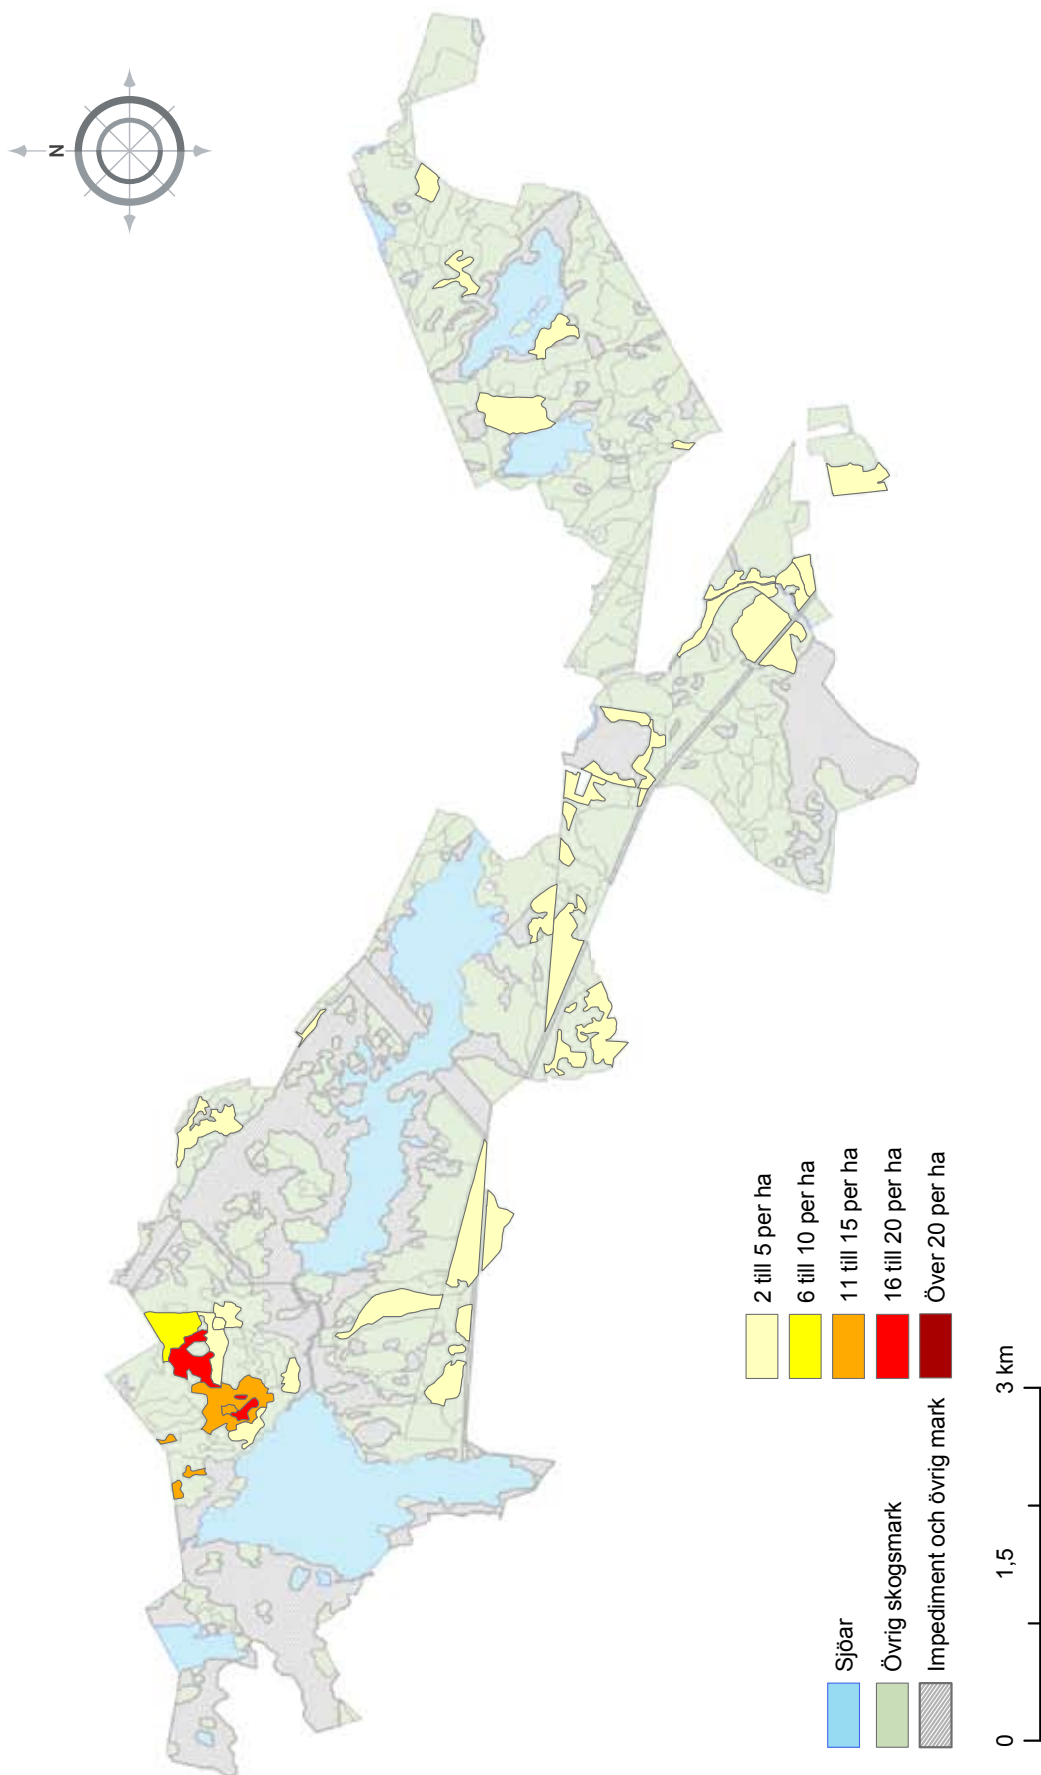 N
2 till 5 per ha
6 till 10 per ha
11 till 15 per ha
16 till 20 per ha
Över 20 per ha
Sjöar
Övrig skogsmark
Impediment och övrig mark
0 1,5 3 km